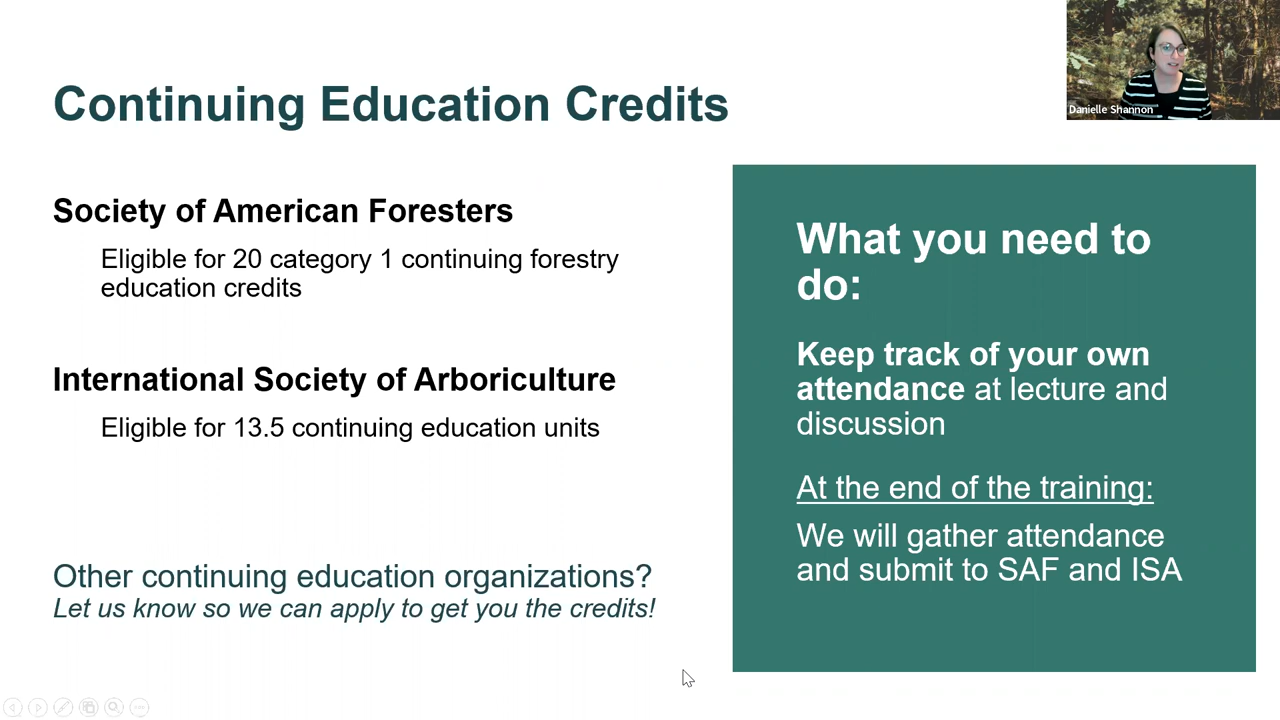 Continuing Education Credits
Danielle Shannon
Society of American Foresters
Eligible for 20 category 1 continuing forestry
education credits
International Society of Arboriculture
Eligible for 13.5 continuing education units
Other continuing education organizations?
Let us know so we can apply to get you the credits!
What you need to
do:
Keep track of your own
attendance at lecture and
discussion
At the end of the training:
We will gather attendance
and submit to SAF and ISA